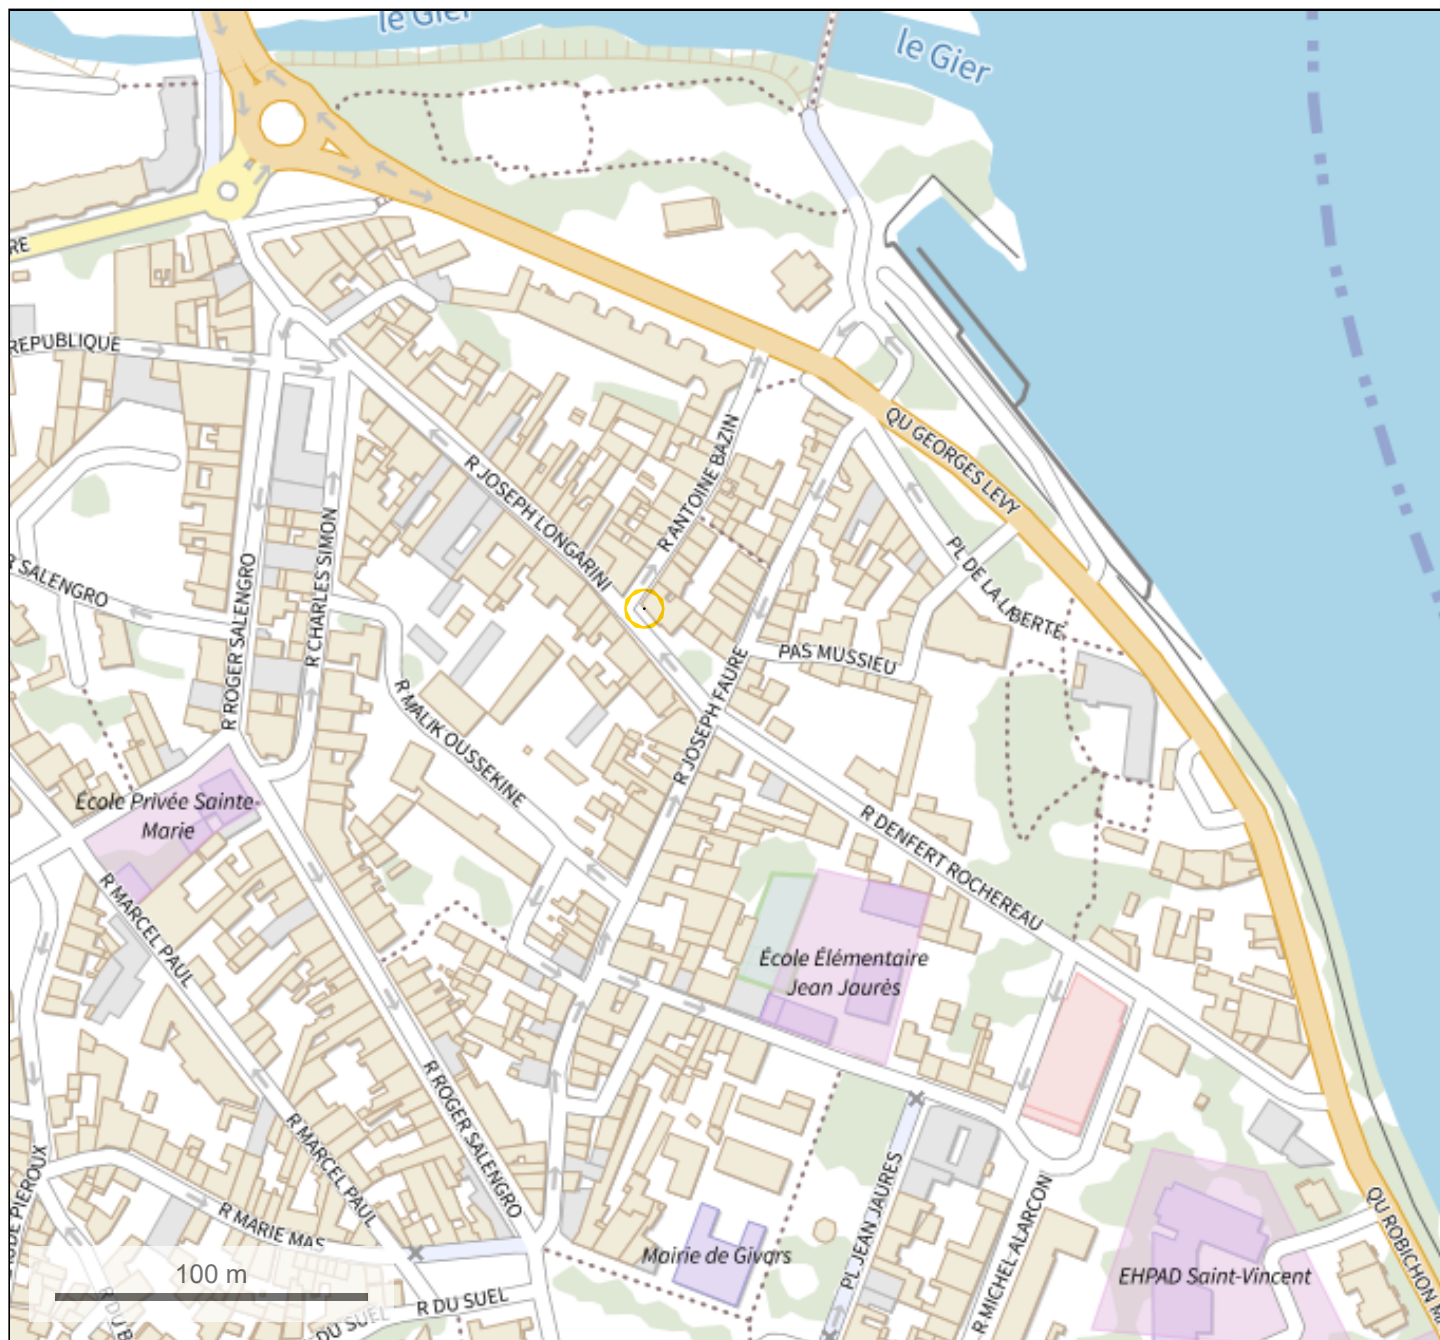 le Gier
le Gier
RE
REPUBLIQUE
QU GEORGES LEVY
R ANTOINE BAZIN
R JOSEPH LONGARINI
R CHARLES SIMON
R ROGER SALENGRO
R SALENGRO
PL DE LA LIBERTE
PAS MUSSIEU
R JOSEPH FAURE
R MALIK OUSSEKINE
École Privée Sainte-
Marie
R DENFERT ROCHEREAU
R MARCEL PAUL
École Élémentaire
Jean Jaurès
R ROGER SALENGRO
R MARCEL PAUL
UDE PIEROUX
R MARIE MAS
PL JEAN JAURES
R MICHEL-ALARCON
QU ROBICHON M
Mairie de Givors
EHPAD Saint-Vincent
100 m
R DU SUEL
DU SUEL
R DU B